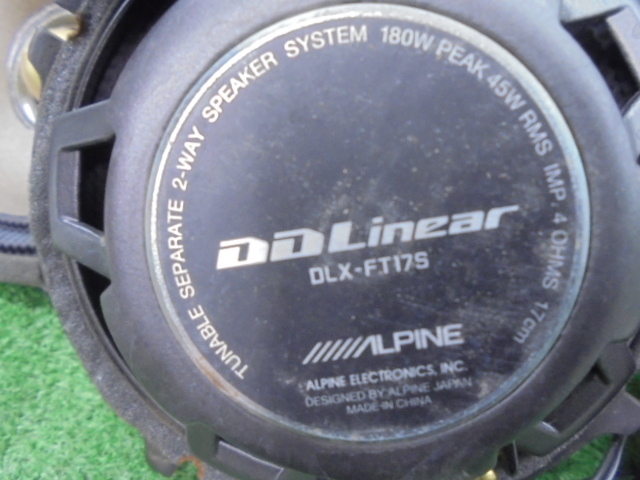 TUNABLE SEPARATE 2-WAY SPEAKER SYSTEM 180W PEAK 45W RMS IMP. 4 OHMS 17cm
DDLinear
DLX-FT17S
ALPINE
ALPINE ELECTRONICS, INC.
DESIGNED BY ALPINE JAPAN
MADE IN CHINA